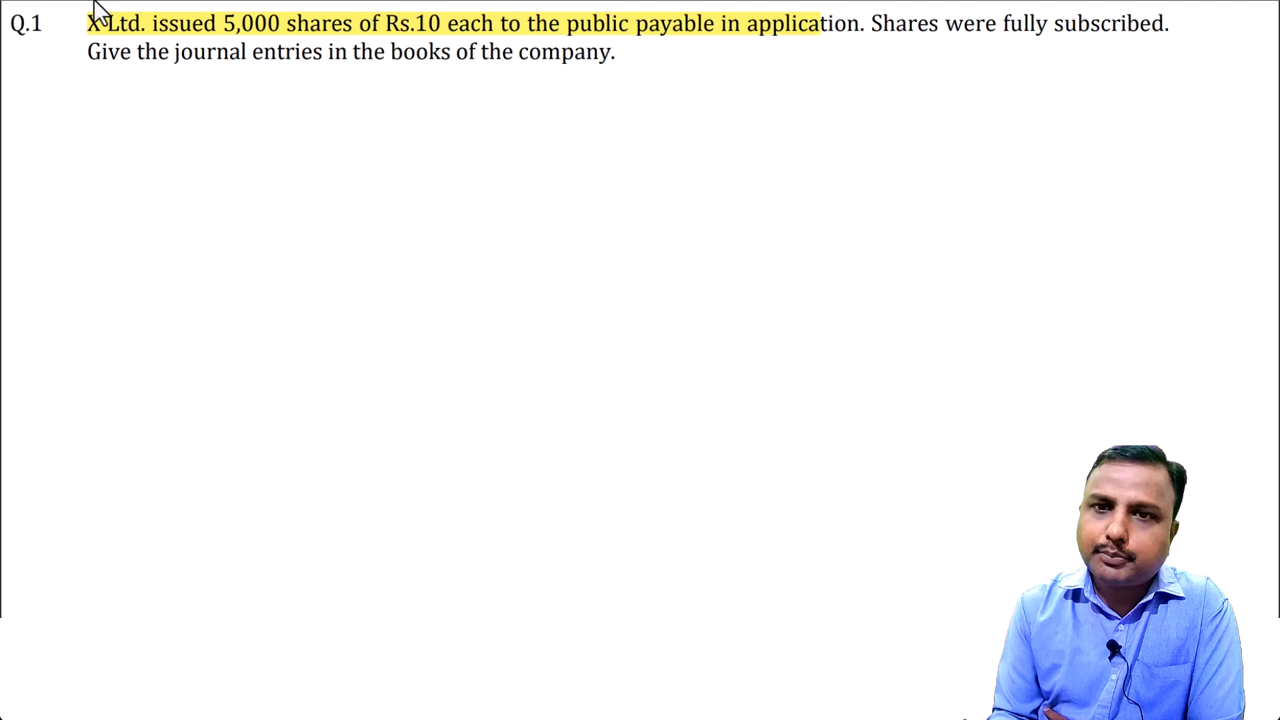 Q.1 X Ltd. issued 5,000 shares of Rs.10 each to the public payable in application. Shares were fully subscribed.
Give the journal entries in the books of the company.